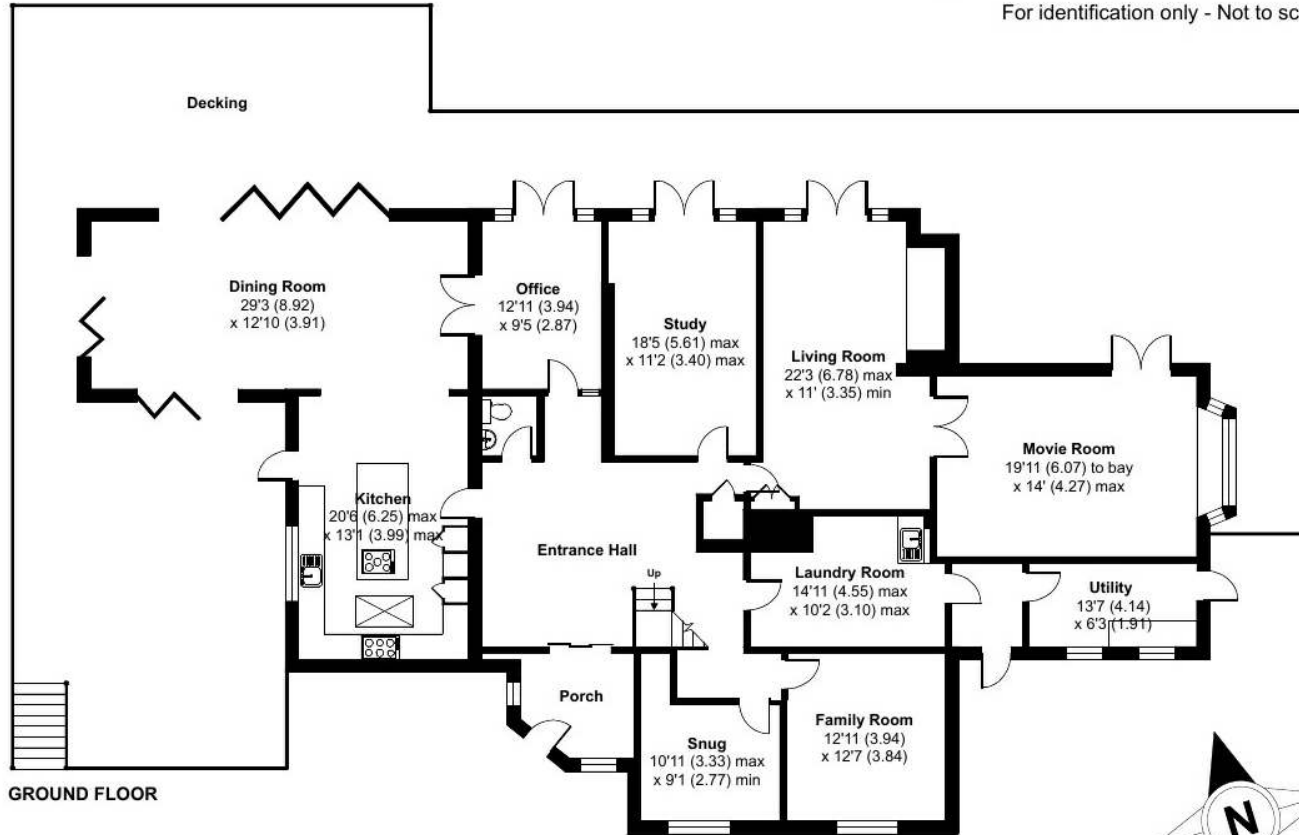 For identification only - Not to sc
Decking
Dining Room
29'3 (8.92)
x 12'10 (3.91)
Office
12'11 (3.94)
x 9'5 (2.87)
Study
18'5 (5.61) max
x 11'2 (3.40) max
Living Room
22'3 (6.78) max
x 11' (3.35) min
Movie Room
19'11 (6.07) to bay
x 14' (4.27) max
Kitchen
20'6 (6.25) max
x 13'1 (3.99) max
Entrance Hall
Up
Laundry Room
14'11 (4.55) max
x 10'2 (3.10) max
Utility
13'7 (4.14)
x 6'3 (1.91)
Porch
Snug
10'11 (3.33) max
x 9'1 (2.77) min
Family Room
12'11 (3.94)
x 12'7 (3.84)
GROUND FLOOR
N